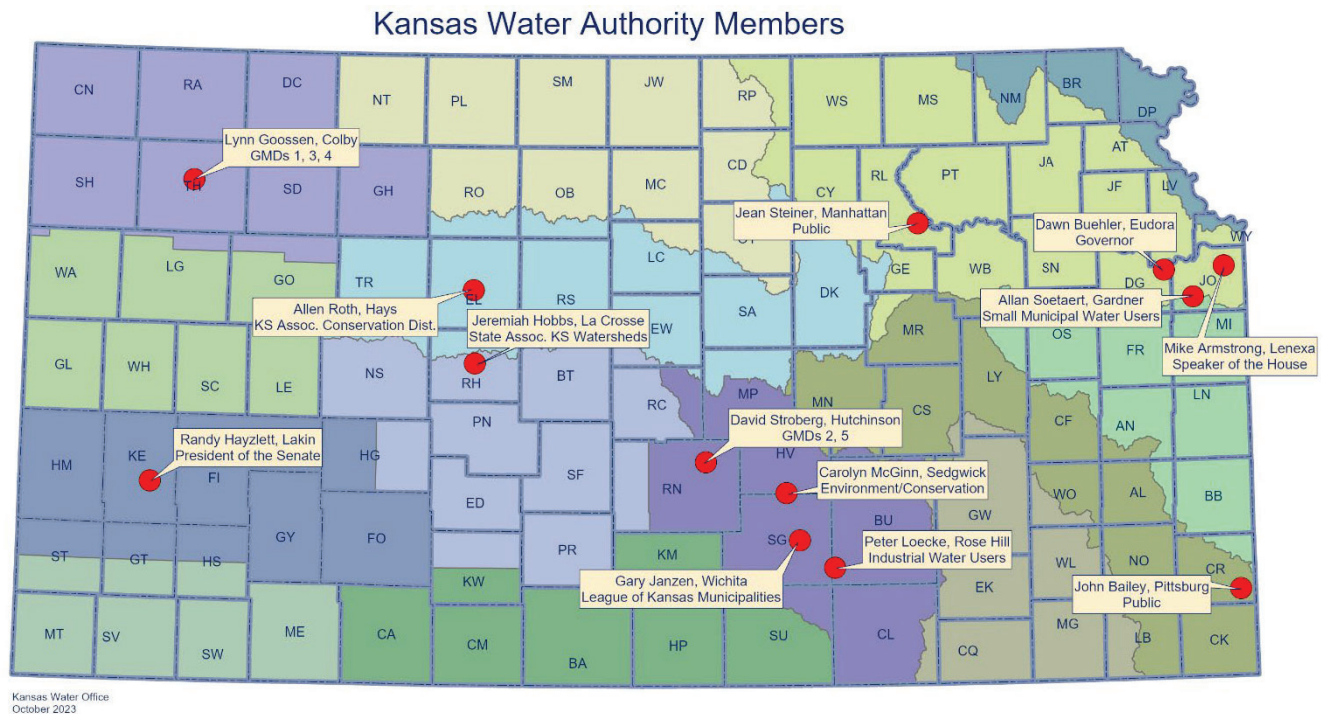 Kansas Water Authority Members
CN
RA
DC
NT
PL
SM
JW
RP
WS
MS
NM
BR
DP
Lynn Goossen, Colby
GMDs 1, 3, 4
SH
TH
SD
GH
RO
OB
MC
CD
CY
RL
PT
JA
AT
JF
LV
Jean Steiner, Manhattan
Public
Dawn Buehler, Eudora
Governor
WY
WA
LG
GO
TR
EL
RS
LC
SA
DK
GE
WB
SN
DG
JO
Allen Roth, Hays
KS Assoc. Conservation Dist.
Jeremiah Hobbs, La Crosse
State Assoc. KS Watersheds
Allan Soetaert, Gardner
Small Municipal Water Users
Mike Armstrong, Lenexa
Speaker of the House
EW
MR
OS
FR
MI
GL
WH
SC
LE
NS
RH
BT
RC
MP
MN
CS
LY
CF
AN
LN
Randy Hayzlett, Lakin
President of the Senate
David Stroberg, Hutchinson
GMDs 2, 5
Carolyn McGinn, Sedgwick
Environment/Conservation
HM
KE
FI
HG
PN
SF
RN
HV
ED
WO
AL
BB
ST
GT
HS
GY
FO
PR
KM
SG
BU
GW
Peter Loecke, Rose Hill
Industrial Water Users
Gary Janzen, Wichita
League of Kansas Municipalities
John Bailey, Pittsburg
Public
KW
EK
WL
NO
CR
MT
SV
SW
ME
CA
CM
BA
HP
SU
CL
CQ
MG
LB
CK
Kansas Water Office
October 2023